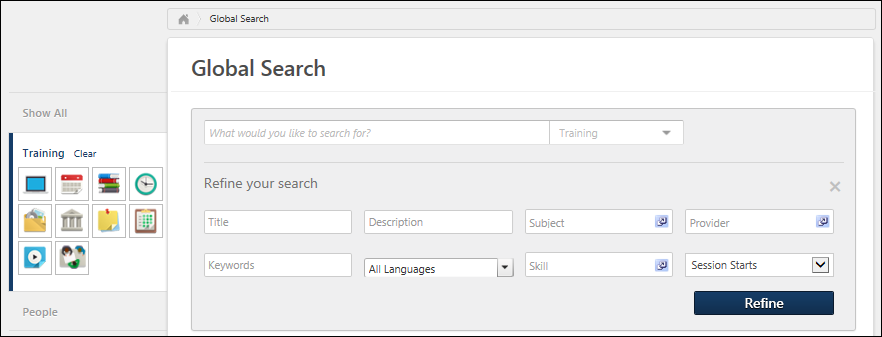 Global Search
Global Search
Show All
What would you like to search for?
Training
Training Clear
Refine your search
Title
Description
Subject
Provider
Keywords
All Languages
Skill
Session Starts
Refine
People